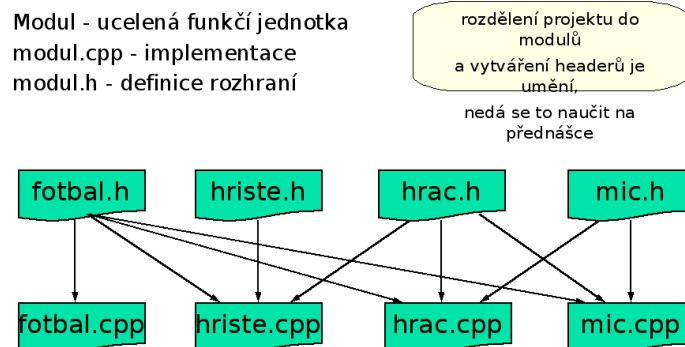 Modul - ucelená funkčí jednotka
modul.cpp - implementace
modul.h - definice rozhraní
rozdělení projektu do
modulů
a vytváření headerů je
umění,
nedá se to naučit na
přednášce
fotbal.h
hriste.h
hrac.h
mic.h
fotbal.cpp
hriste.cpp
hrac.cpp
mic.cpp